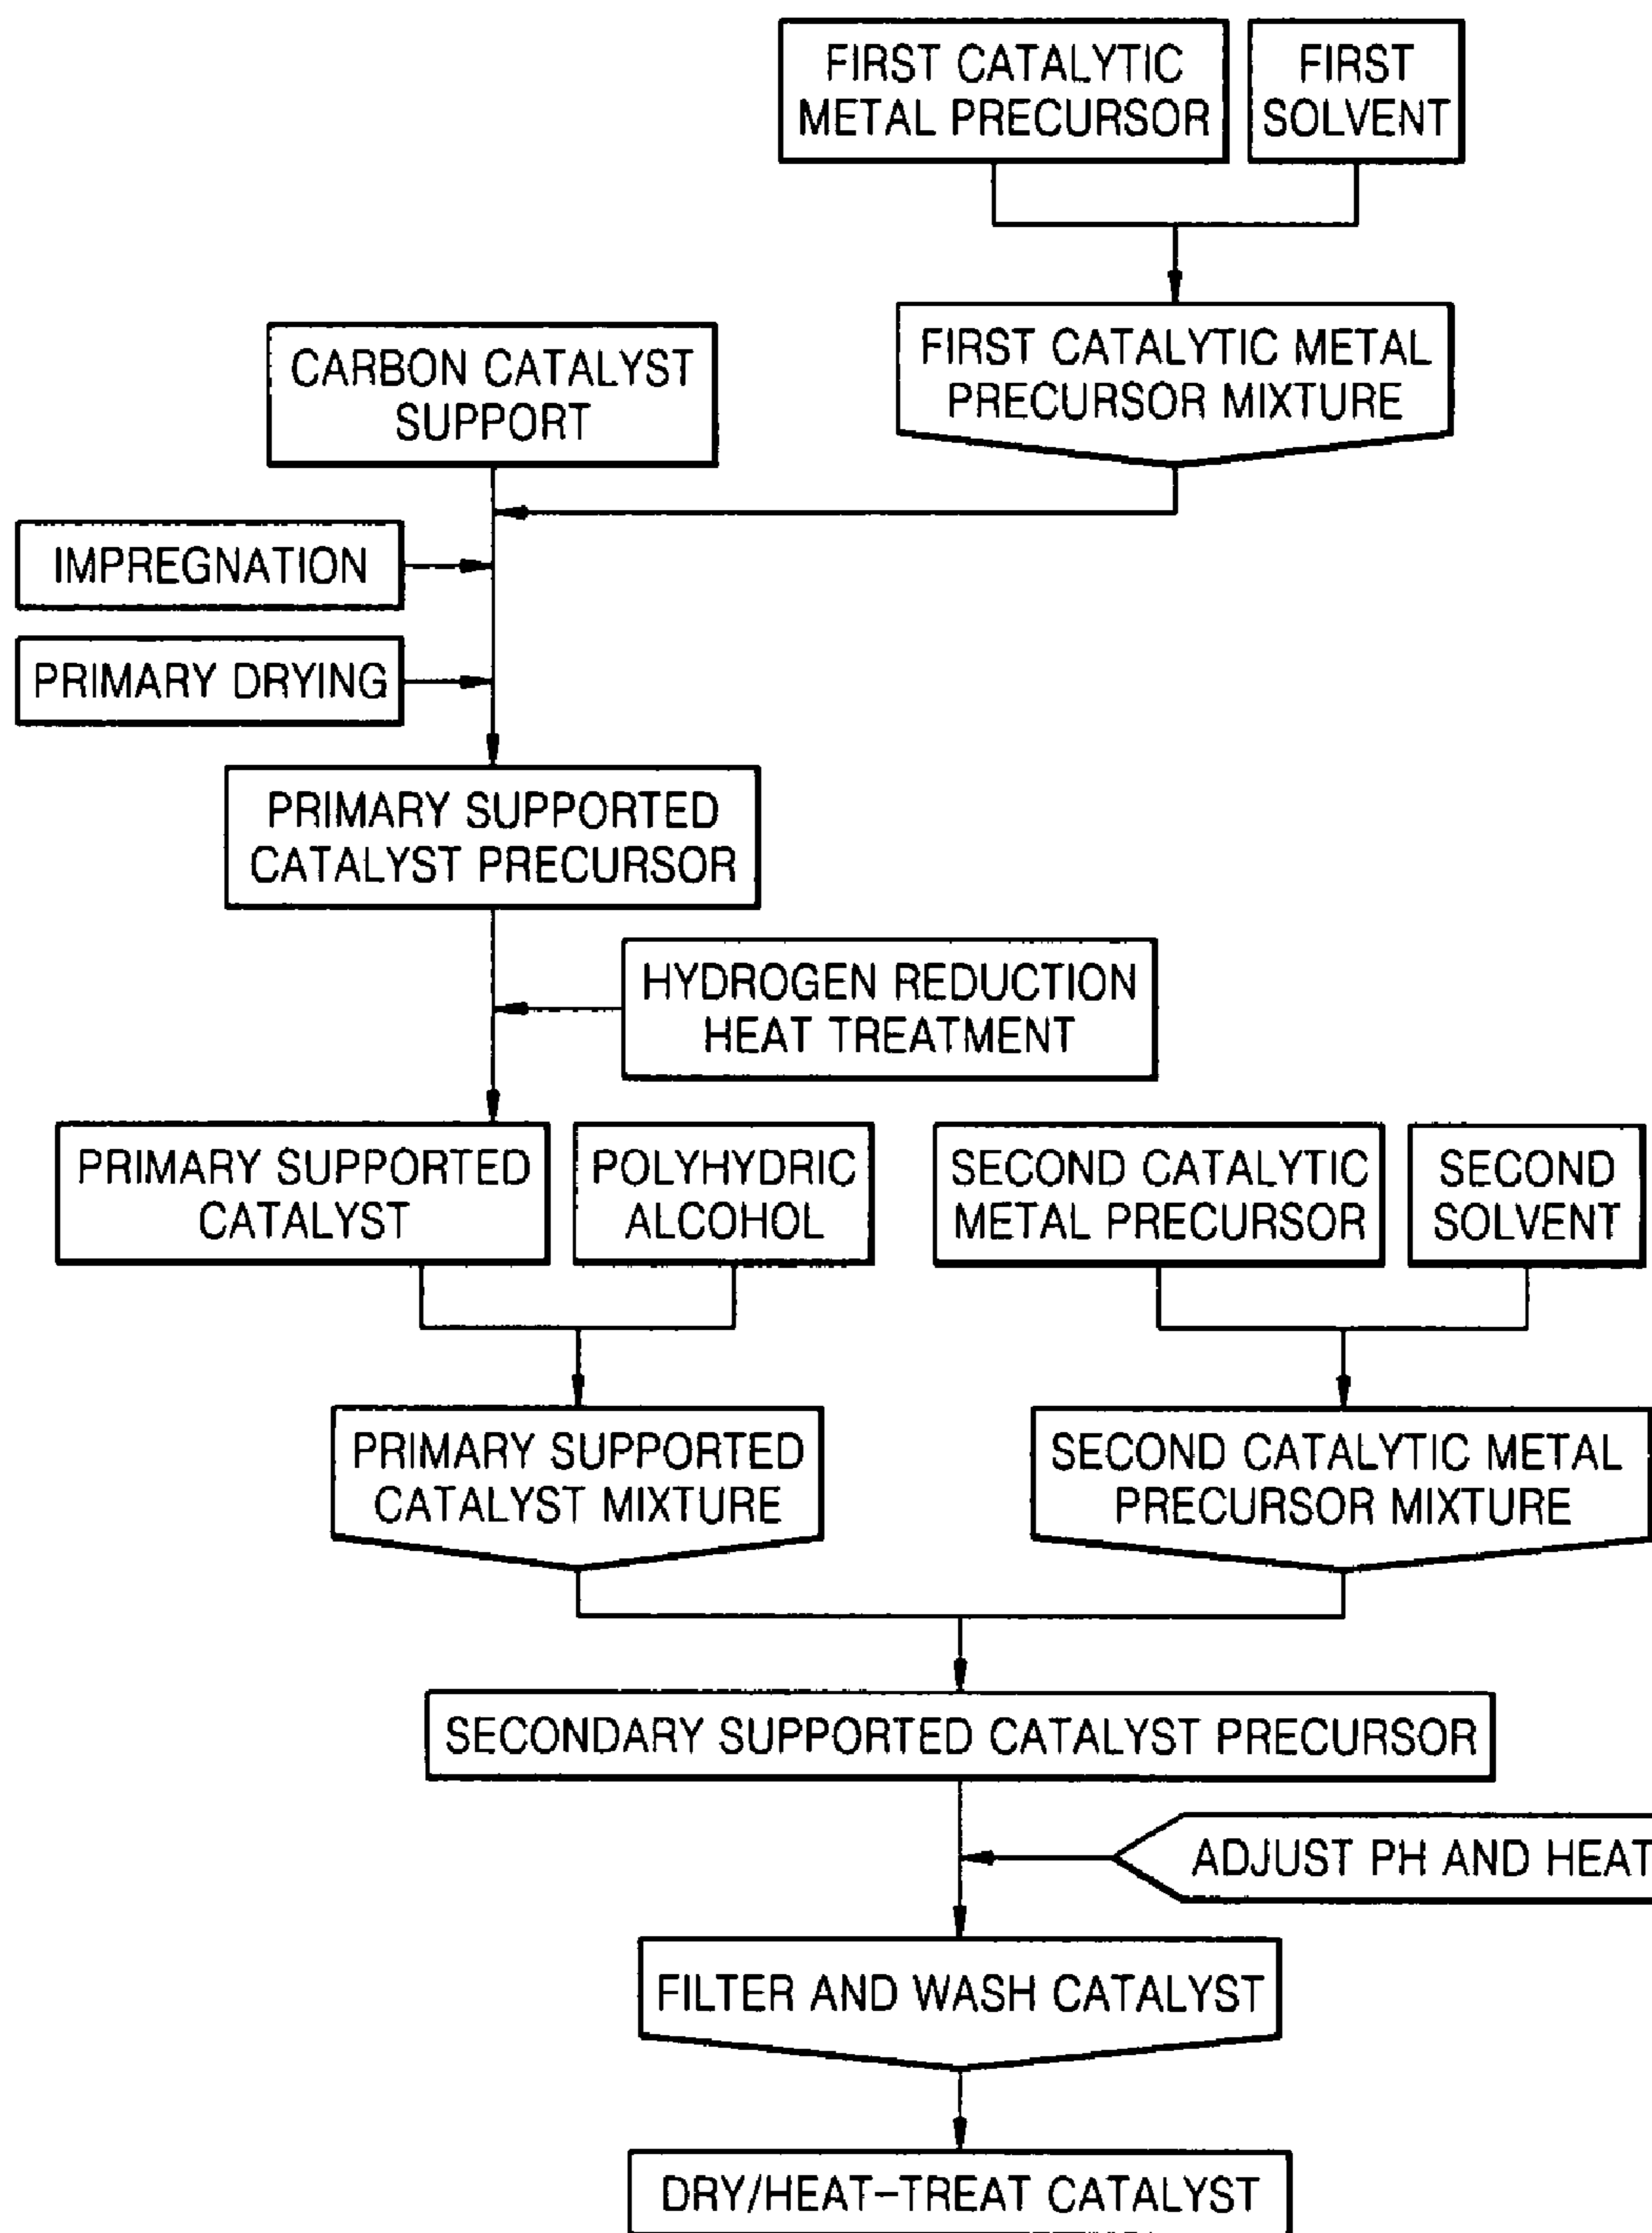 FIRST CATALYTIC
METAL PRECURSOR
FIRST
SOLVENT
FIRST CATALYTIC METAL
PRECURSOR MIXTURE
CARBON CATALYST
SUPPORT
IMPREGNATION
PRIMARY DRYING
PRIMARY SUPPORTED
CATALYST PRECURSOR
HYDROGEN REDUCTION
HEAT TREATMENT
PRIMARY SUPPORTED
CATALYST
POLYHYDRIC
ALCOHOL
SECOND CATALYTIC
METAL PRECURSOR
SECOND
SOLVENT
PRIMARY SUPPORTED
CATALYST MIXTURE
SECOND CATALYTIC METAL
PRECURSOR MIXTURE
SECONDARY SUPPORTED CATALYST PRECURSOR
ADJUST PH AND HEAT
FILTER AND WASH CATALYST
DRY/HEAT-TREAT CATALYST